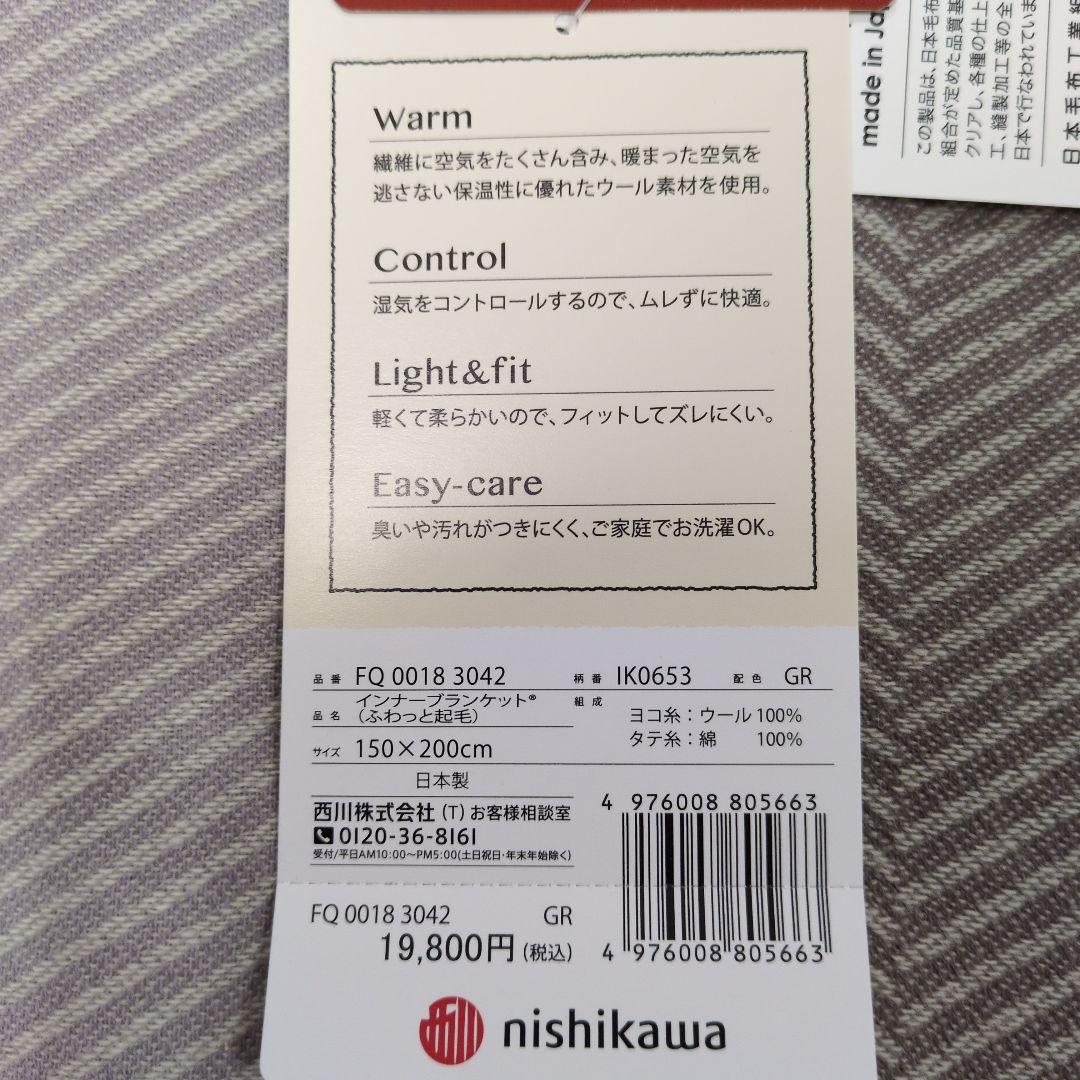 Warm
繊維に空気をたくさん含み、暖まった空気を
逃さない保温性に優れたウール素材を使用。
Control
湿気をコントロールするので、ムレずに快適。
Light&fit
軽くて柔らかいので、フィットしてズレにくい。
Easy-care
臭いや汚れがつきにくく、ご家庭でお洗濯OK。
品番 FQ 0018 3042 柄番 IK0653 配色 GR
品名 インナーブランケット®
(ふわっと起毛)
組成 ヨコ糸:ウール 100%
タテ糸:綿 100%
サイズ 150×200cm
日本製
西川株式会社 (T) お客様相談室
0120-36-8161
受付/平日AM10:00〜PM5:00(土日祝日・年末年始除く)
4 976008 805663
FQ 0018 3042 GR
19,800円 (税込)
4 976008 805663
西川 nishikawa
made in Ja
この製品は、日本毛布
組合が定めた品質基
クリアし、各種の仕上
工、縫製加工等の全
日本で行なわれていま
日本毛布工業組